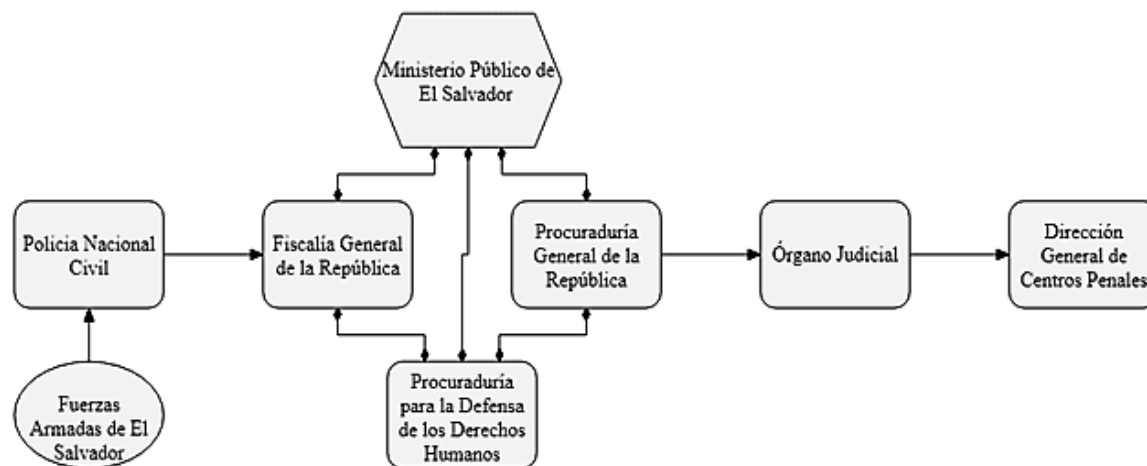 Ministerio Público de
El Salvador
Policia Nacional
Civil
Fiscalía General
de la República
Procuraduría
General de la
República
Órgano Judicial
Dirección
General de
Centros Penales
Fuerzas
Armadas de El
Salvador
Procuraduría
para la Defensa
de los Derechos
Humanos